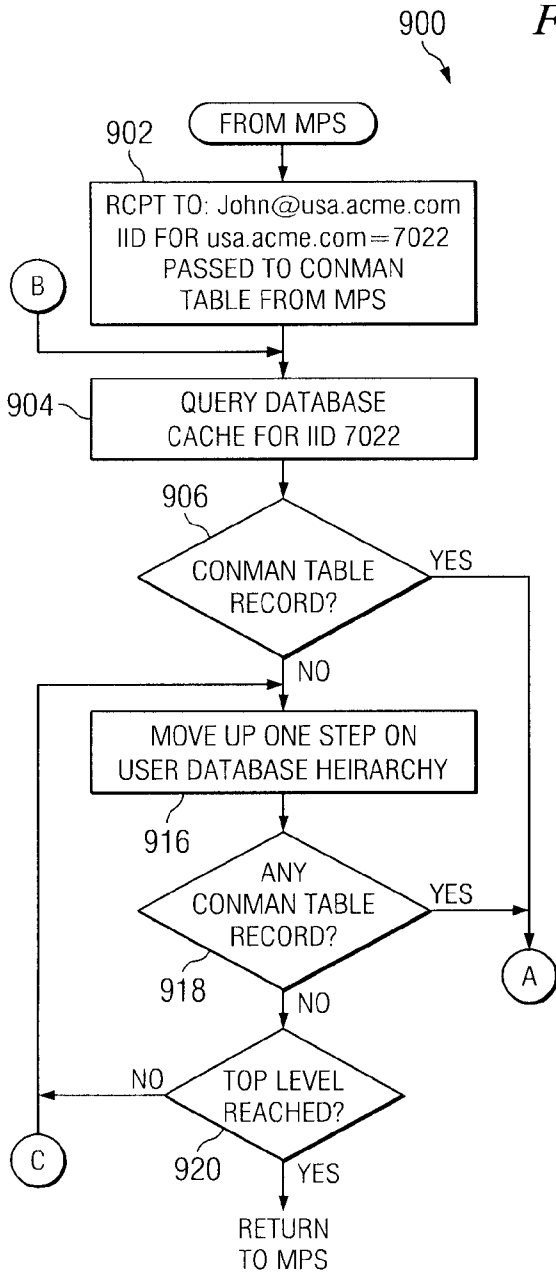 900
F
FROM MPS
902
RCPT TO: John@usa.acme.com
IID FOR usa.acme.com=7022
PASSED TO CONMAN
TABLE FROM MPS
B
904
QUERY DATABASE
CACHE FOR IID 7022
906
CONMAN TABLE
RECORD?
YES
NO
MOVE UP ONE STEP ON
USER DATABASE HEIRARCHY
916
ANY
CONMAN TABLE
RECORD?
YES
918
A
NO
NO
TOP LEVEL
REACHED?
C
920
YES
RETURN
TO MPS